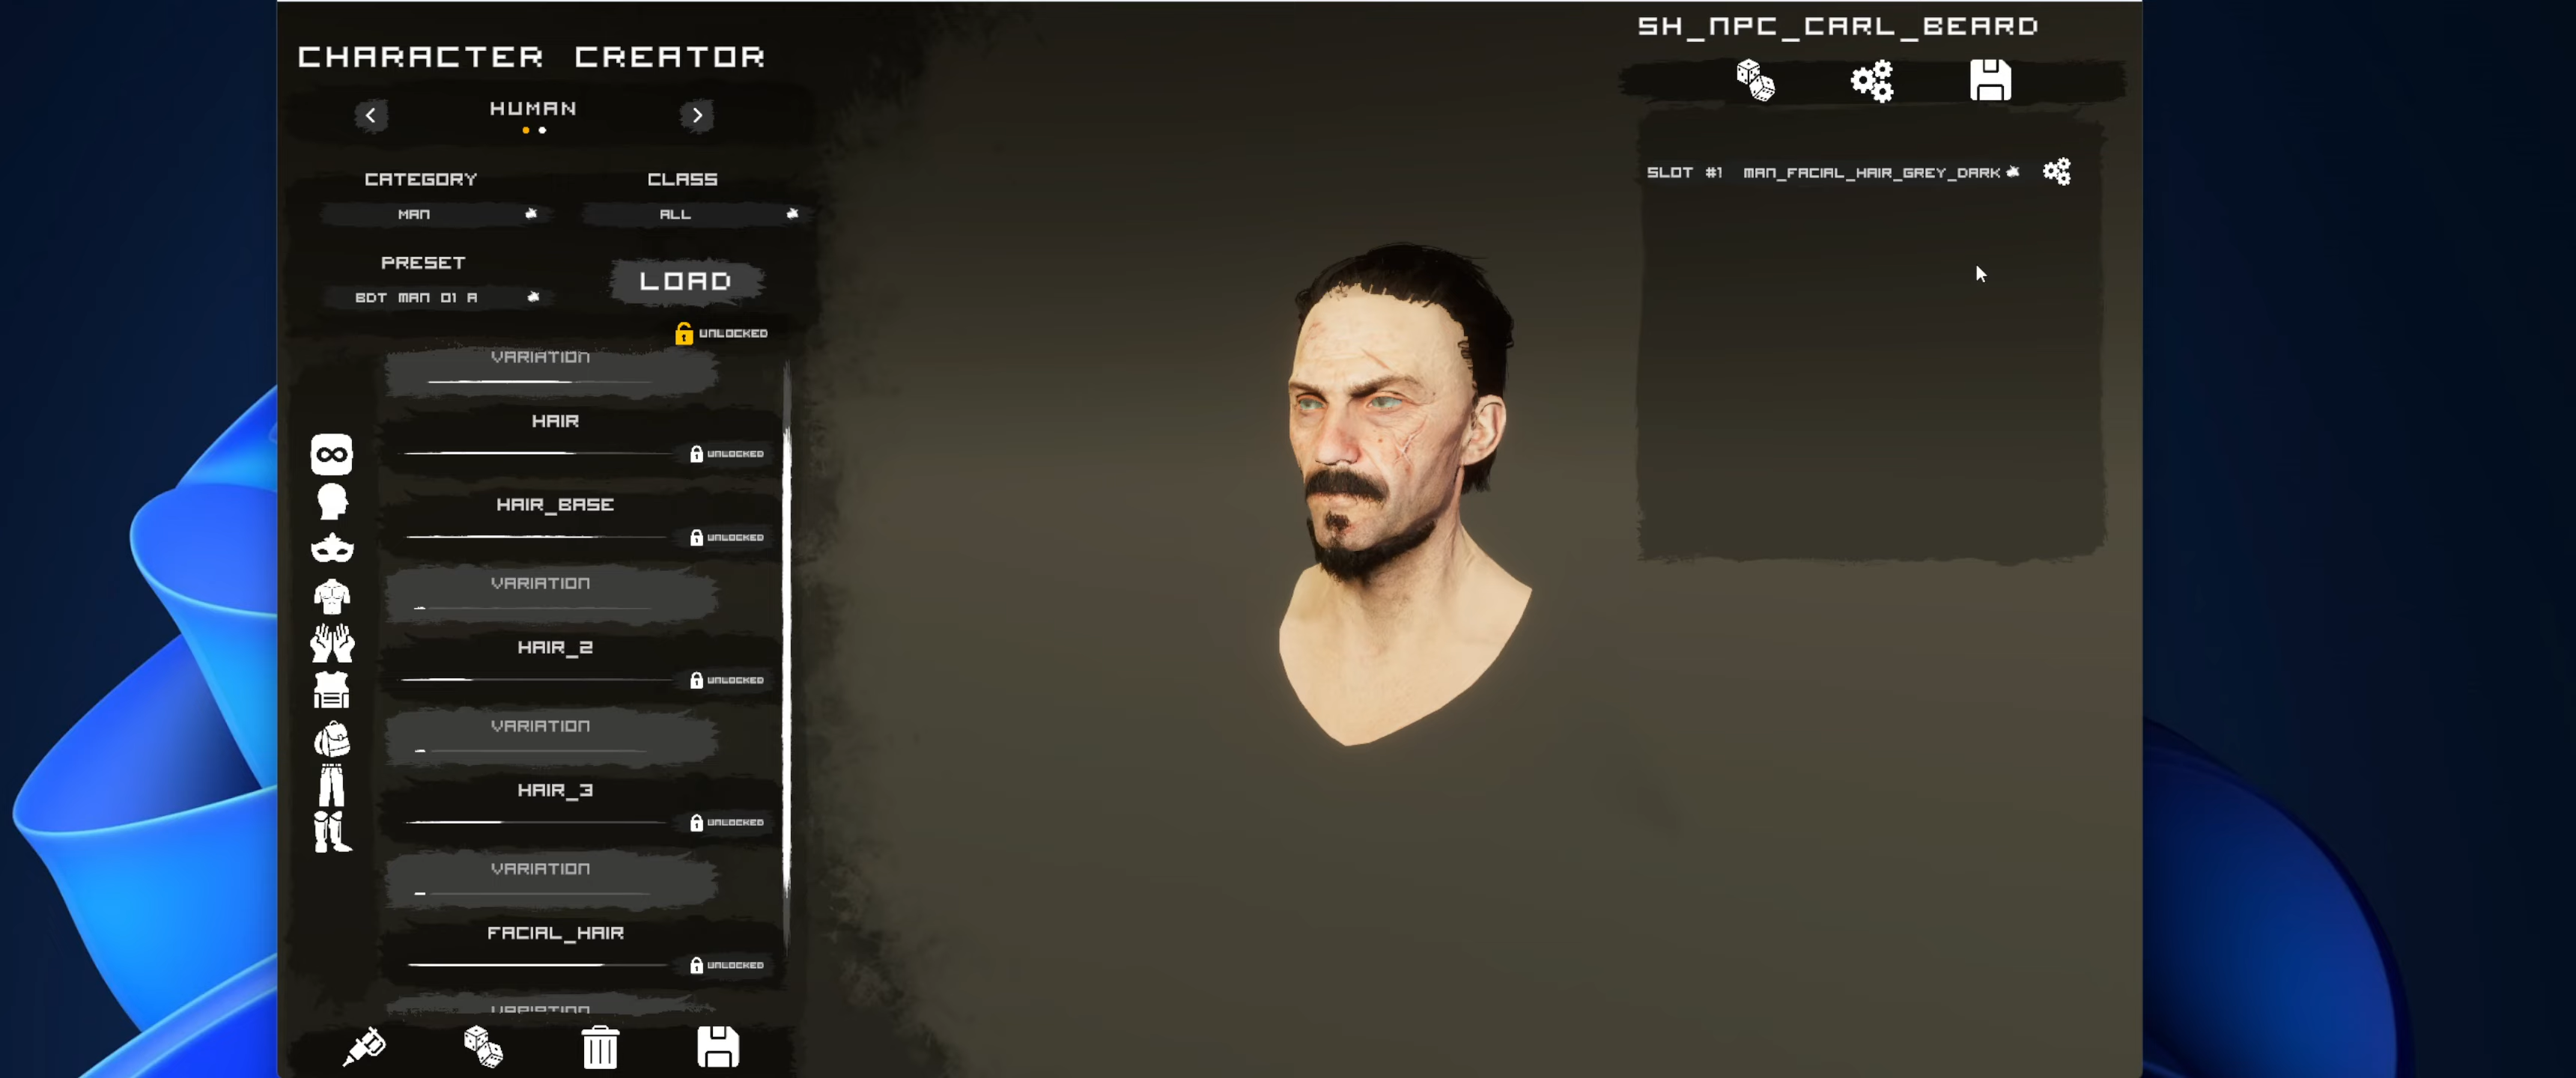 CHARACTER CREATOR
HUMAN
CATEGORY
CLASS
MAN
ALL
PRESET
LOAD
BDT MAN 01 A
UNLOCKED
VARIATION
HAIR
UNLOCKED
HAIR_BASE
UNLOCKED
VARIATION
HAIR_2
UNLOCKED
VARIATION
HAIR_3
UNLOCKED
VARIATION
FACIAL_HAIR
UNLOCKED
VARIATION
SH_NPC_CARL_BEARD
SLOT #1 MAN_FACIAL_HAIR_GREY_DARK